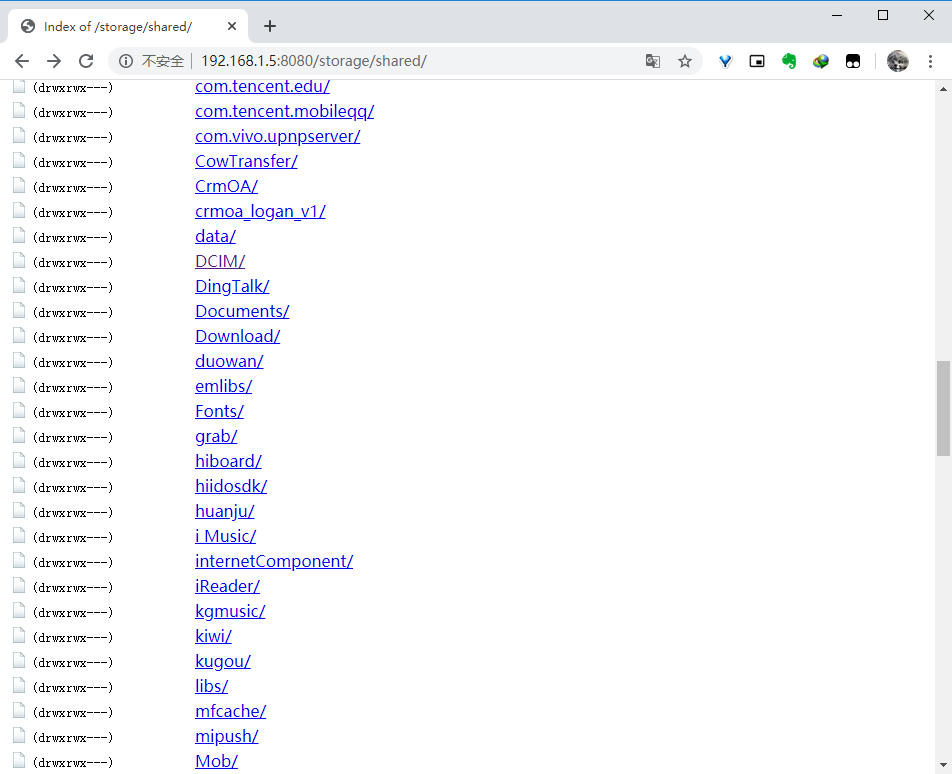 Index of /storage/shared/
不安全 192.168.1.5:8080/storage/shared/
(drwxrwx---) com.tencent.edu/
(drwxrwx---) com.tencent.mobileqq/
(drwxrwx---) com.vivo.upnpserver/
(drwxrwx---) CowTransfer/
(drwxrwx---) CrmOA/
(drwxrwx---) crmoa_logan_v1/
(drwxrwx---) data/
(drwxrwx---) DCIM/
(drwxrwx---) DingTalk/
(drwxrwx---) Documents/
(drwxrwx---) Download/
(drwxrwx---) duowan/
(drwxrwx---) emlibs/
(drwxrwx---) Fonts/
(drwxrwx---) grab/
(drwxrwx---) hiboard/
(drwxrwx---) hiidosdk/
(drwxrwx---) huanju/
(drwxrwx---) i Music/
(drwxrwx---) internetComponent/
(drwxrwx---) iReader/
(drwxrwx---) kgmusic/
(drwxrwx---) kiwi/
(drwxrwx---) kugou/
(drwxrwx---) libs/
(drwxrwx---) mfcache/
(drwxrwx---) mipush/
(drwxrwx---) Mob/